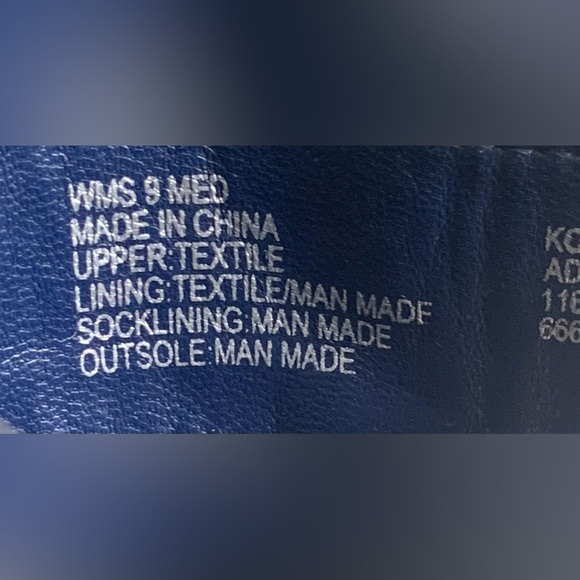 WMS 9 MED
MADE IN CHINA
UPPER:TEXTILE
LINING:TEXTILE/MAN MADE
SOCKLINING:MAN MADE
OUTSOLE:MAN MADE